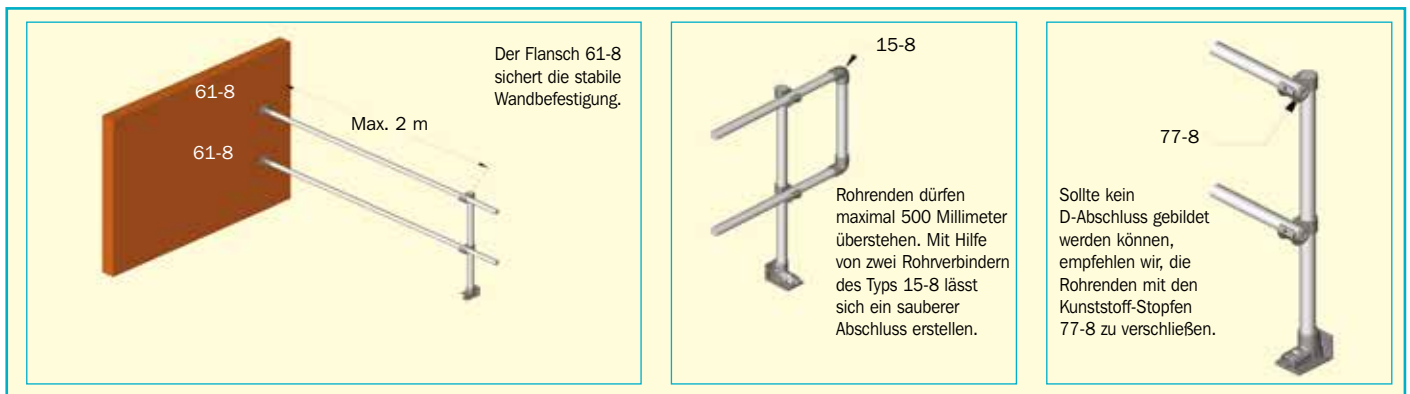 61-8
61-8
Max. 2 m
Der Flansch 61-8
sichert die stabile
Wandbefestigung.
15-8
Rohrenden dürfen
maximal 500 Millimeter
überstehen. Mit Hilfe
von zwei Rohrverbindern
des Typs 15-8 lässt
sich ein sauberer
Abschluss erstellen.
77-8
Sollte kein
D-Abschluss gebildet
werden können,
empfehlen wir, die
Rohrenden mit den
Kunststoff-Stopfen
77-8 zu verschließen.